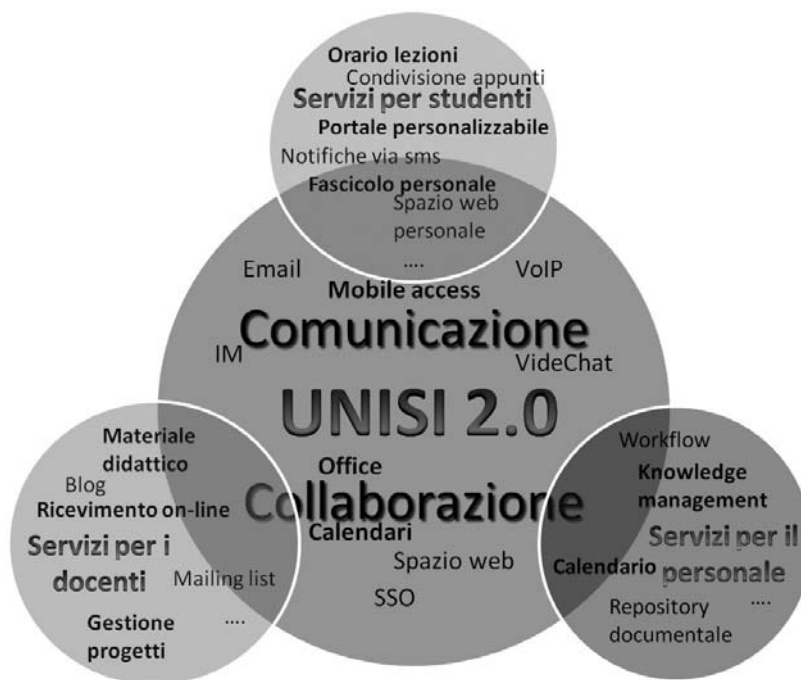 Orario lezioni
Condivisione appunti
Servizi per studenti
Portale personalizzabile
Notifiche via sms
Fascicolo personale
Spazio web
personale
....
Email
VoIP
Mobile access
Comunicazione
IM
VideChat
UNISI 2.0
Office
Collaborazione
Calendari
Spazio web
SSO
Materiale
didattico
Blog
Ricevimento on-line
Servizi per i
docenti
Mailing list
....
Gestione
progetti
Workflow
Knowledge
management
Servizi per il
personale
Calendario
Repository
documentale
....